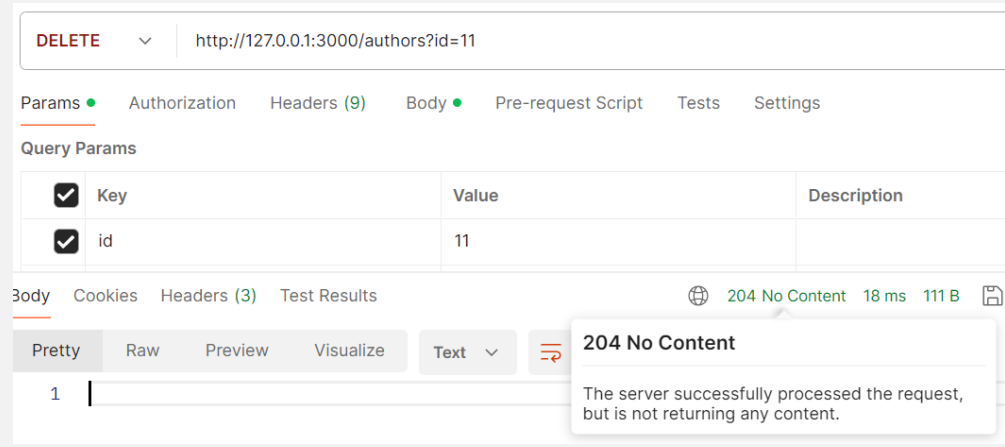 DELETE http://127.0.0.1:3000/authors?id=11
Params Authorization Headers (9) Body Pre-request Script Tests Settings
Query Params
Key Value Description
id 11
Body Cookies Headers (3) Test Results 204 No Content 18 ms 111 B
Pretty Raw Preview Visualize Text
204 No Content
1
The server successfully processed the request,
but is not returning any content.